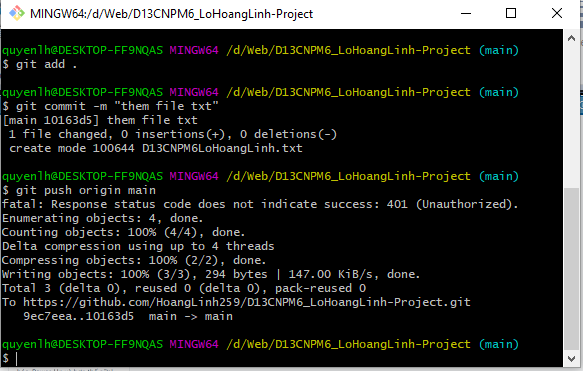 MINGW64:/d/Web/D13CNPM6_LoHoangLinh-Project
quyenlh@DESKTOP-FF9NQAS MINGW64 /d/Web/D13CNPM6_LoHoangLinh-Project (main)
$ git add .
quyenlh@DESKTOP-FF9NQAS MINGW64 /d/Web/D13CNPM6_LoHoangLinh-Project (main)
$ git commit -m "them file txt"
[main 10163d5] them file txt
 1 file changed, 0 insertions(+), 0 deletions(-)
 create mode 100644 D13CNPM6LoHoangLinh.txt
quyenlh@DESKTOP-FF9NQAS MINGW64 /d/Web/D13CNPM6_LoHoangLinh-Project (main)
$ git push origin main
fatal: Response status code does not indicate success: 401 (Unauthorized).
Enumerating objects: 4, done.
Counting objects: 100% (4/4), done.
Delta compression using up to 4 threads
Compressing objects: 100% (2/2), done.
Writing objects: 100% (3/3), 294 bytes | 147.00 KiB/s, done.
Total 3 (delta 0), reused 0 (delta 0), pack-reused 0
To https://github.com/HoangLinh259/D13CNPM6_LoHoangLinh-Project.git
   9ec7eea..10163d5  main -> main
quyenlh@DESKTOP-FF9NQAS MINGW64 /d/Web/D13CNPM6_LoHoangLinh-Project (main)
$